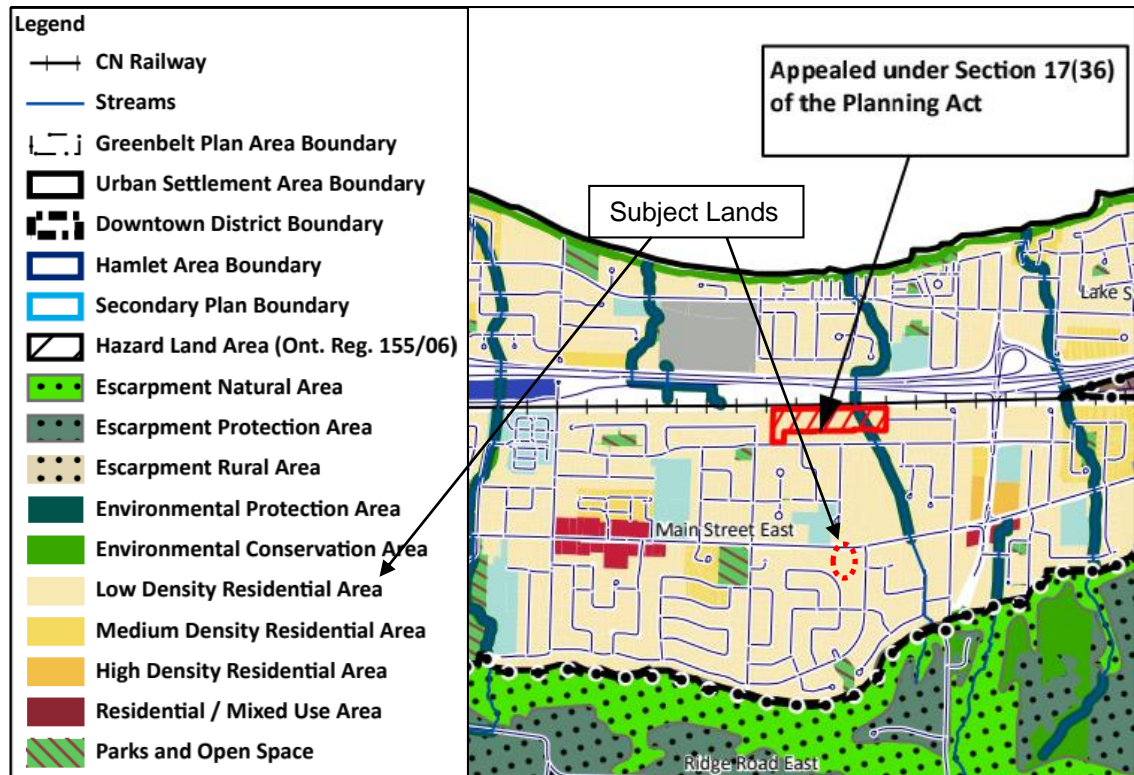 Legend
CN Railway
Streams
Greenbelt Plan Area Boundary
Urban Settlement Area Boundary
Downtown District Boundary
Hamlet Area Boundary
Secondary Plan Boundary
Hazard Land Area (Ont. Reg. 155/06)
Escarpment Natural Area
Escarpment Protection Area
Escarpment Rural Area
Environmental Protection Area
Environmental Conservation Area
Low Density Residential Area
Medium Density Residential Area
High Density Residential Area
Residential / Mixed Use Area
Parks and Open Space
Appealed under Section 17(36)
of the Planning Act
Subject Lands
Lake S
Main Street East
Ridge Road East